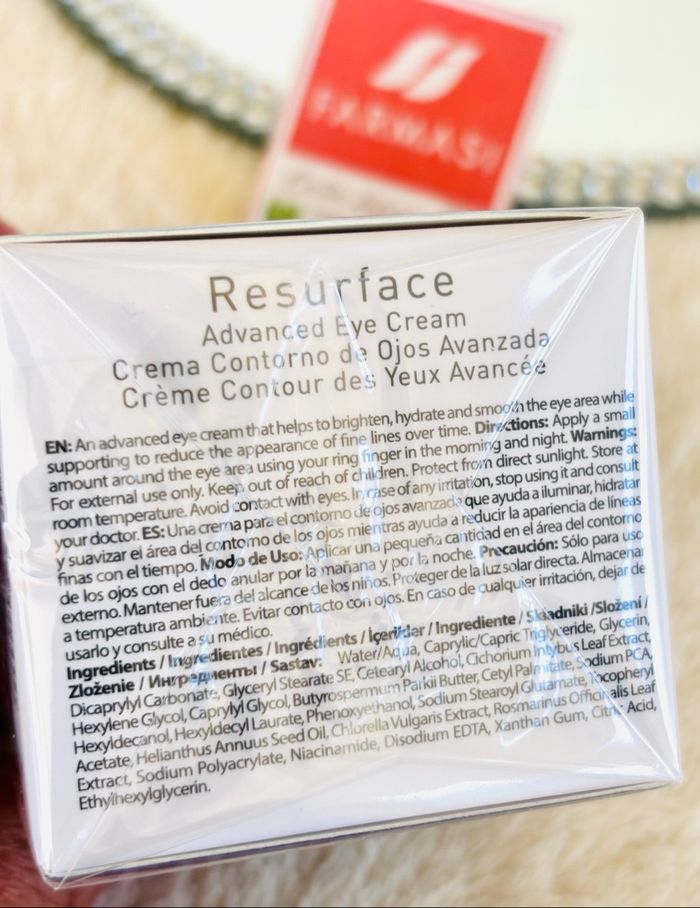 FARMASI
Resurface
Advanced Eye Cream
Crema Contorno de Ojos Avanzada
Crème Contour des Yeux Avancée
EN: An advanced eye cream that helps to brighten, hydrate and smooth the eye area while
supporting to reduce the appearance of fine lines over time. Directions: Apply a small
amount around the eye area using your ring finger in the morning and night. Warnings:
For external use only. Keep out of reach of children. Protect from direct sunlight. Store at
room temperature. Avoid contact with eyes. In case of any irritation, stop using it and consult
your doctor. ES: Una crema para el contorno de ojos avanzada que ayuda a iluminar, hidratar
y suavizar el área del contorno de los ojos mientras ayuda a reducir la apariencia de líneas
finas con el tiempo. Modo de Uso: Aplicar una pequeña cantidad en el área del contorno
de los ojos con el dedo anular por la mañana y por la noche. Precaución: Sólo para uso
externo. Mantener fuera del alcance de los niños. Proteger de la luz solar directa. Almacenar
a temperatura ambiente. Evitar contacto con ojos. En caso de cualquier irritación, dejar de
usarlo y consulte a su médico.
Ingredients / Ingredientes / Ingrédients / İçerikler / Ingrediente / Składniki /Složení /
Zloženie / Ингредиенты / Sastav: Water/Aqua, Caprylic/Capric Triglyceride, Glycerin,
Dicaprylyl Carbonate, Glyceryl Stearate SE, Cetearyl Alcohol, Cichorium Intybus Leaf Extract,
Hexylene Glycol, Caprylyl Glycol, Butyrospermum Parkii Butter, Cetyl Palmitate, Sodium PCA,
Hexyldecanol, Hexyldecyl Laurate, Phenoxyethanol, Sodium Stearoyl Glutamate, Tocopheryl
Acetate, Helianthus Annuus Seed Oil, Chlorella Vulgaris Extract, Rosmarinus Officinalis Leaf
Extract, Sodium Polyacrylate, Niacinamide, Disodium EDTA, Xanthan Gum, Citric Acid,
Ethylhexylglycerin.